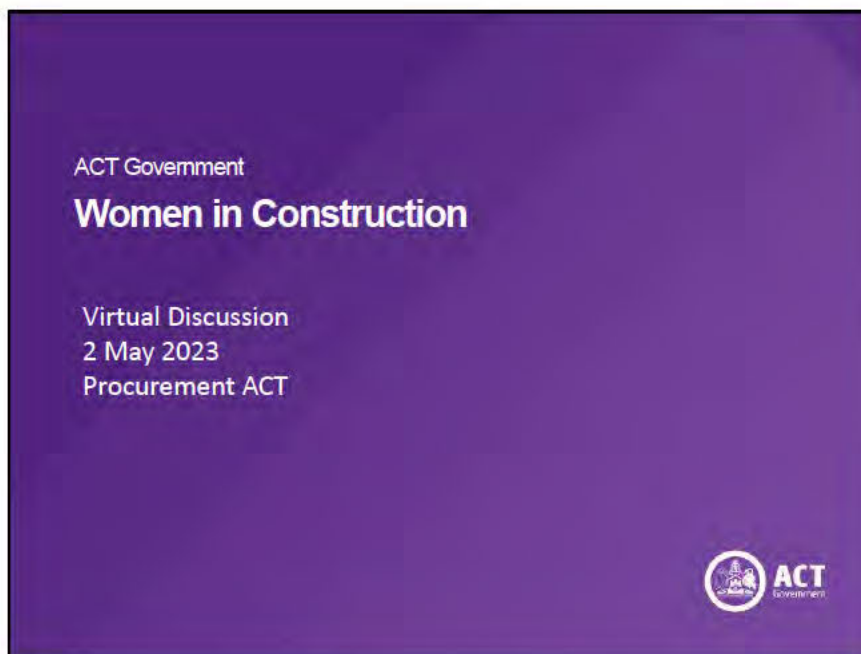 ACT Government
Women in Construction
Virtual Discussion
2 May 2023
Procurement ACT
ACT
Government